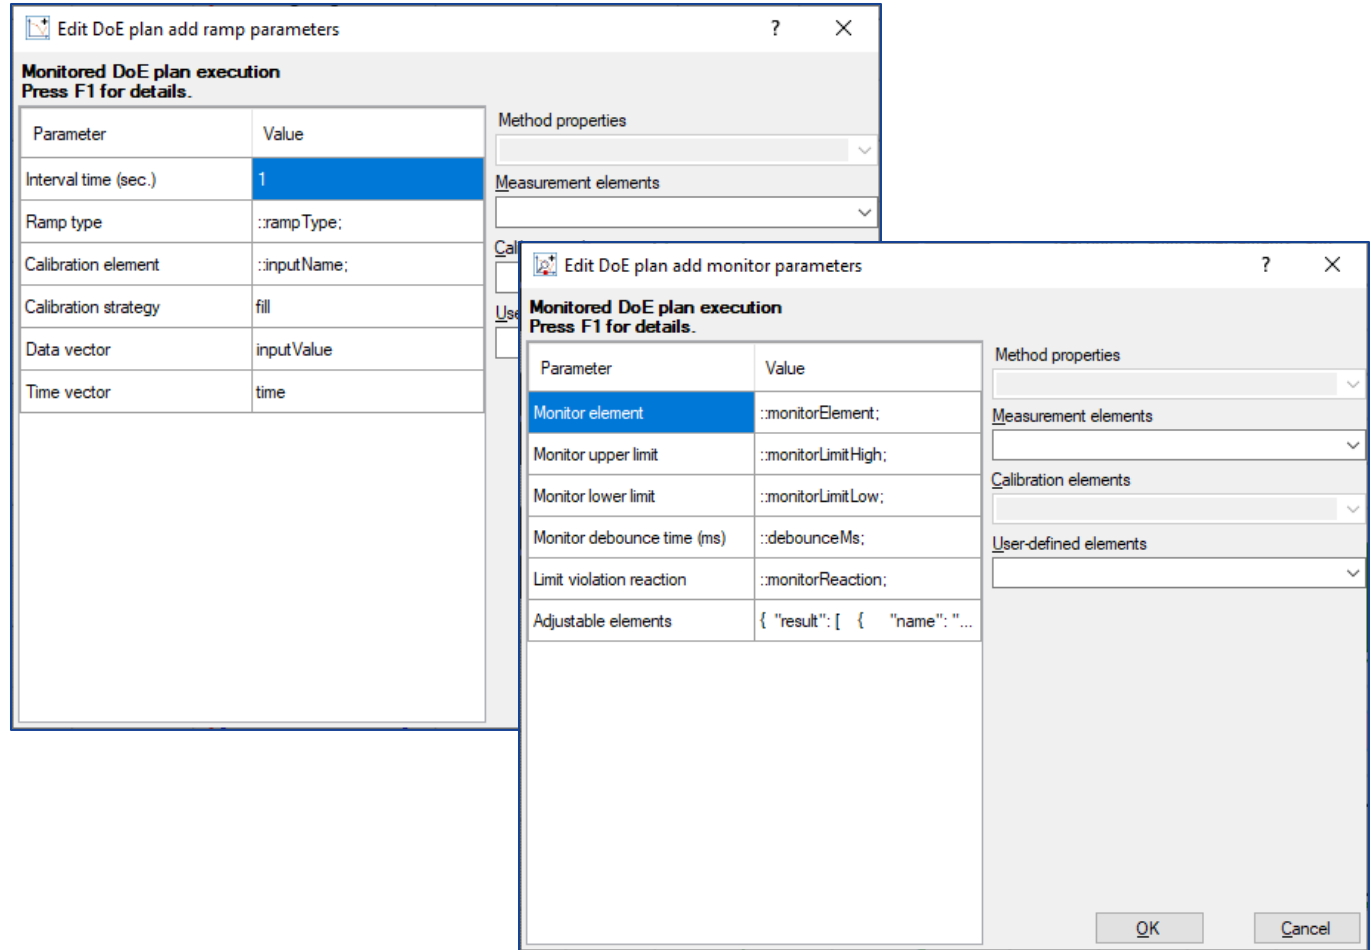 Edit DoE plan add ramp parameters ?
Monitored DoE plan execution
Press F1 for details.
Parameter Value
Interval time (sec.) 1
Ramp type ::rampType;
Calibration element ::inputName;
Calibration strategy fill
Data vector inputValue
Time vector time
Method properties
Measurement elements
Cal
Use
Edit DoE plan add monitor parameters ?
Monitored DoE plan execution
Press F1 for details.
Parameter Value
Monitor element ::monitorElement;
Monitor upper limit ::monitorLimitHigh;
Monitor lower limit ::monitorLimitLow;
Monitor debounce time (ms) ::debounceMs;
Limit violation reaction ::monitorReaction;
Adjustable elements { "result": [ { "name": "...
Method properties
Measurement elements
Calibration elements
User-defined elements
OK Cancel